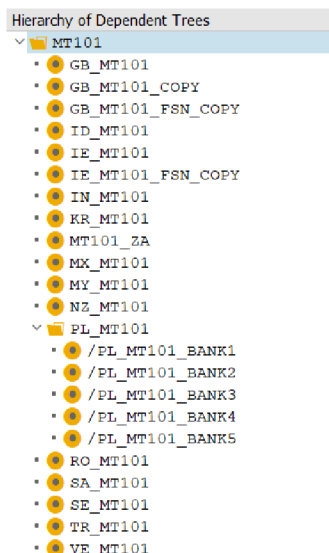 Hierarchy of Dependent Trees
MT101
GB_MT101
GB_MT101_COPY
GB_MT101_FSN_COPY
ID_MT101
IE_MT101
IE_MT101_FSN_COPY
IN_MT101
KR_MT101
MT101_ZA
MX_MT101
MY_MT101
NZ_MT101
PL_MT101
/PL_MT101_BANK1
/PL_MT101_BANK2
/PL_MT101_BANK3
/PL_MT101_BANK4
/PL_MT101_BANK5
RO_MT101
SA_MT101
SE_MT101
TR_MT101
VE_MT101